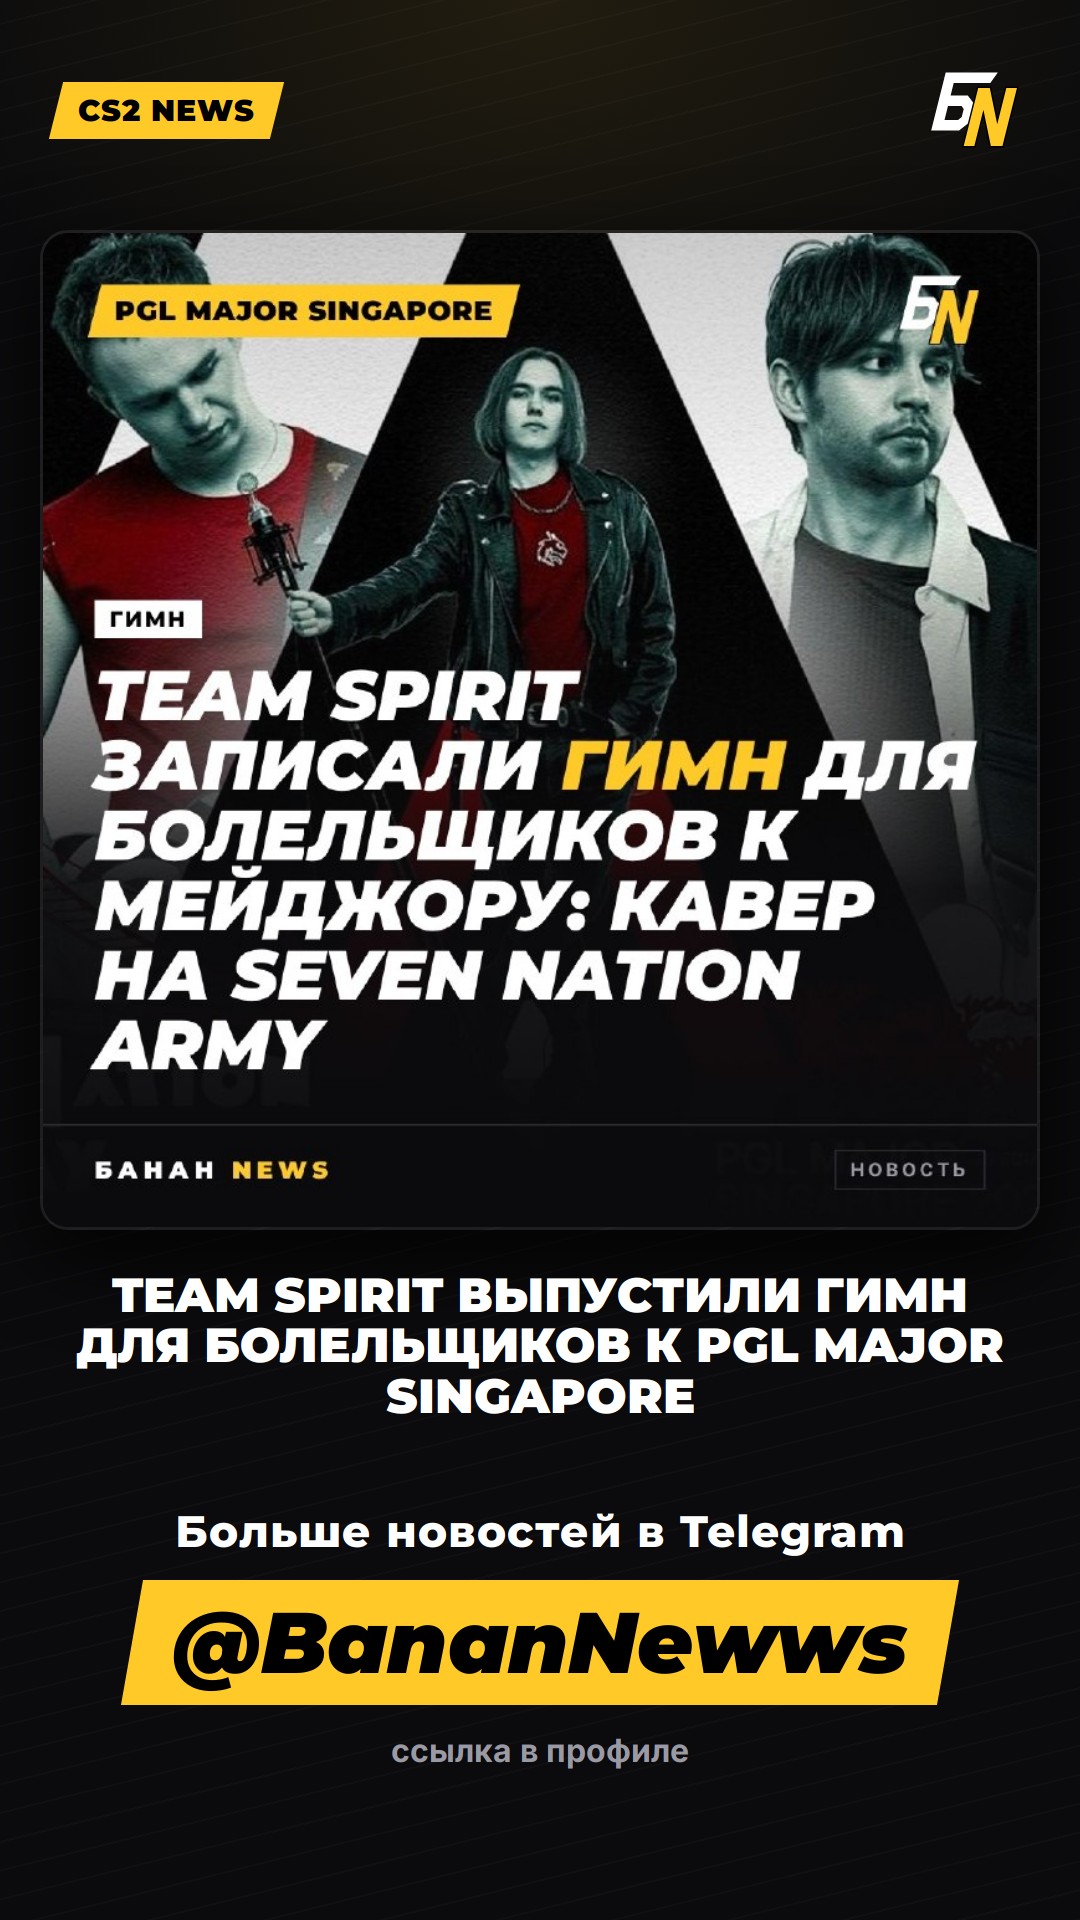 CS2 NEWS
БN
PGL MAJOR SINGAPORE
БN
ГИМН
TEAM SPIRIT
ЗАПИСАЛИ ГИМН ДЛЯ
БОЛЕЛЬЩИКОВ К
МЕЙДЖОРУ: КАВЕР
НА SEVEN NATION
ARMY
БАНАН NEWS
НОВОСТЬ
TEAM SPIRIT ВЫПУСТИЛИ ГИМН
ДЛЯ БОЛЕЛЬЩИКОВ К PGL MAJOR
SINGAPORE
Больше новостей в Telegram
@BananNewws
ссылка в профиле